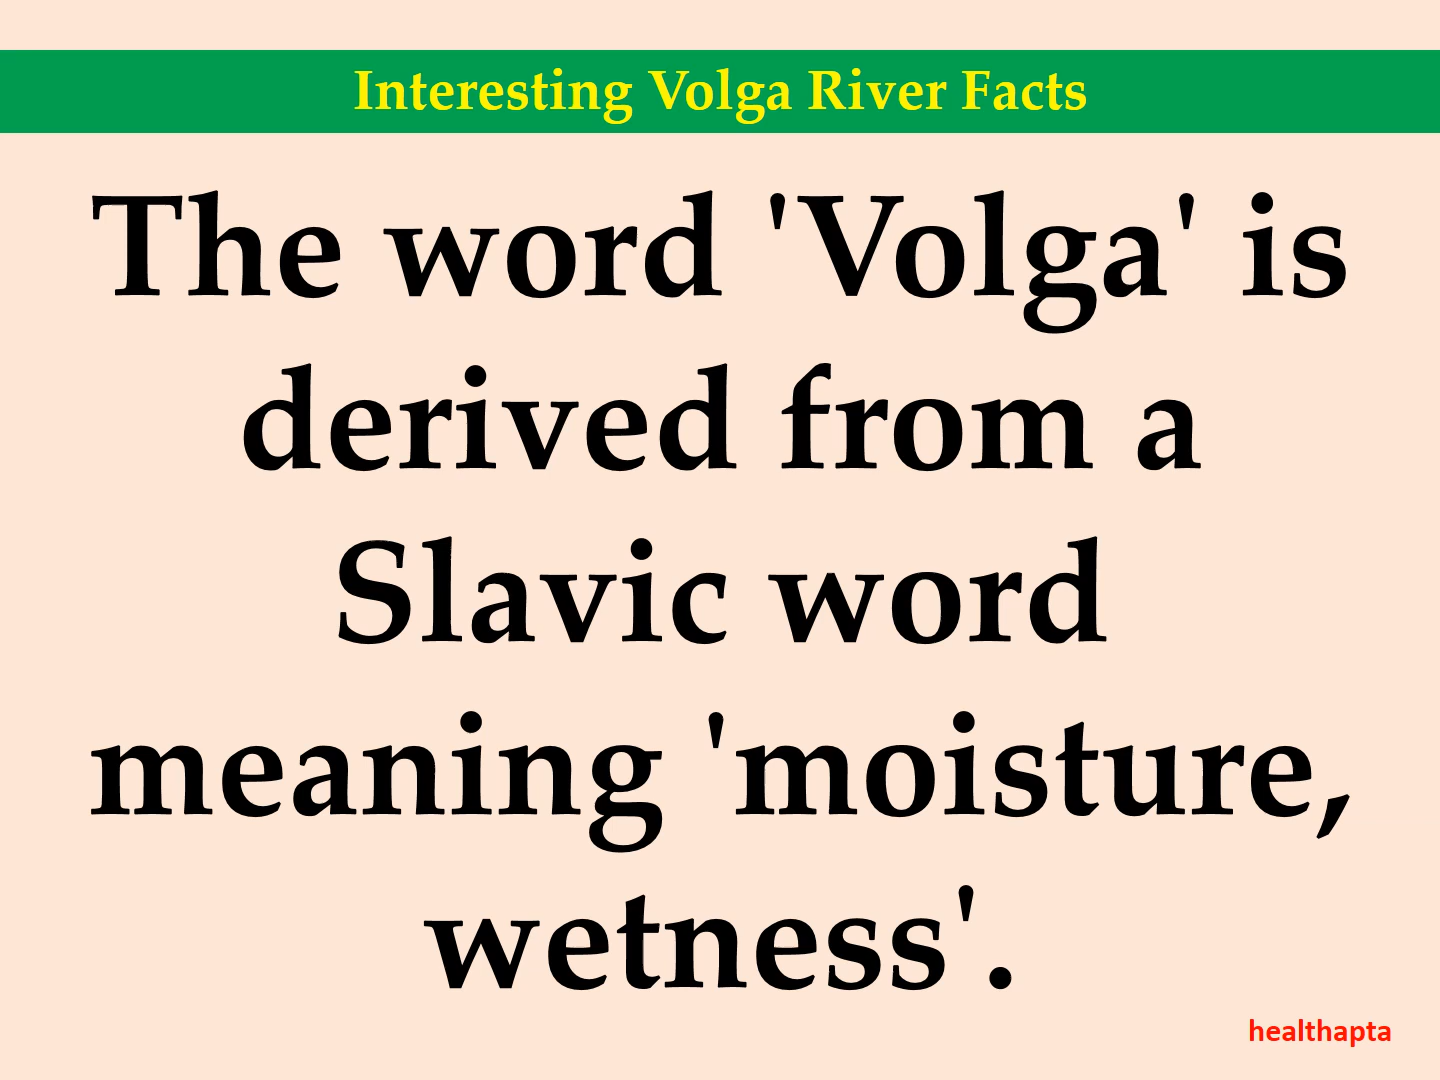 Interesting Volga River Facts
The word 'Volga' is
derived from a
Slavic word
meaning 'moisture,
wetness'.
healthapta